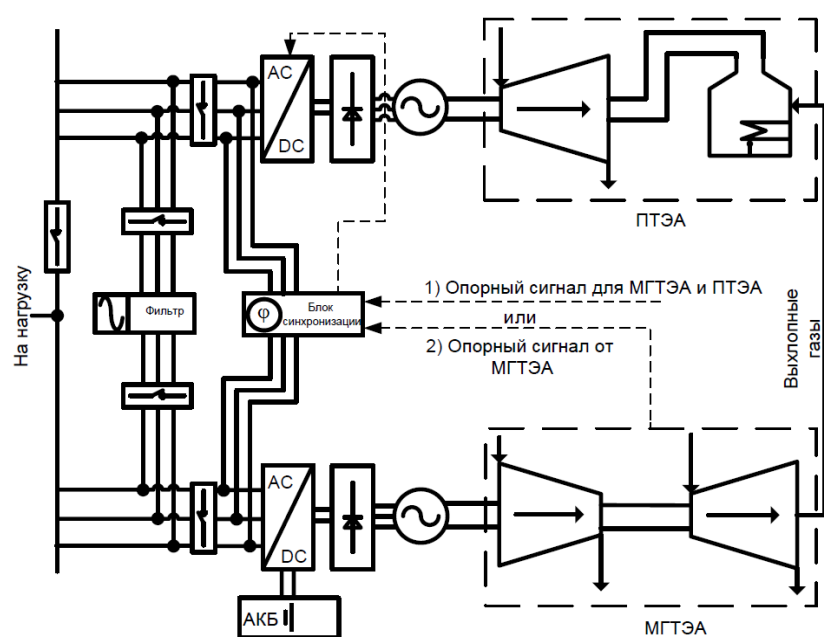 AC
DC
ПТЭА
На нагрузку
Фильтр
φ
Блок
синхронизации
1) Опорный сигнал для МГТЭА и ПТЭА
или
2) Опорный сигнал от
МГТЭА
Выхлопные
газы
AC
DC
АКБ
МГТЭА